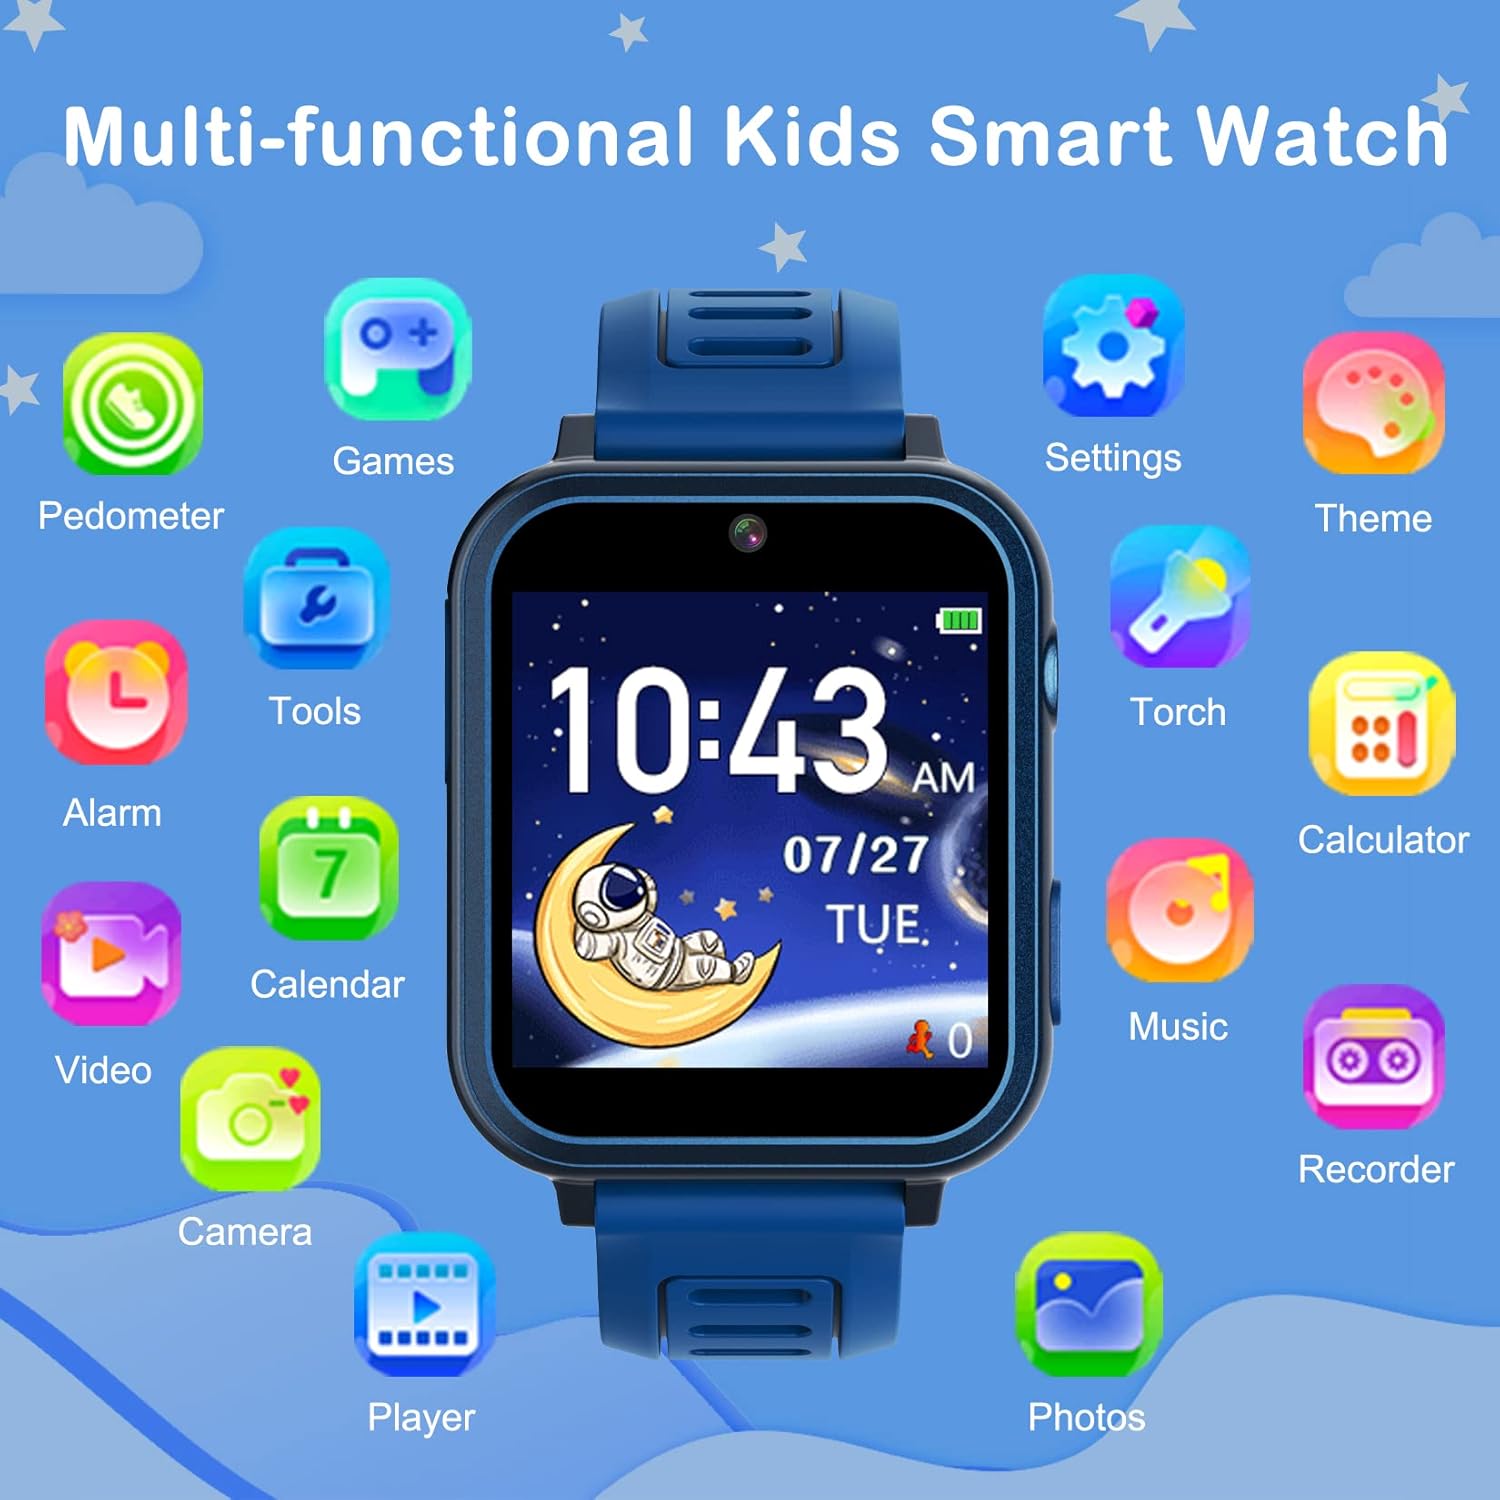 Multi-functional Kids Smart Watch
Games
Settings
Pedometer
Theme
Tools
Torch
10:43 AM
Alarm
Calculator
07/27
TUE.
7
Calendar
Music
Video
0
Recorder
Camera
Player
Photos